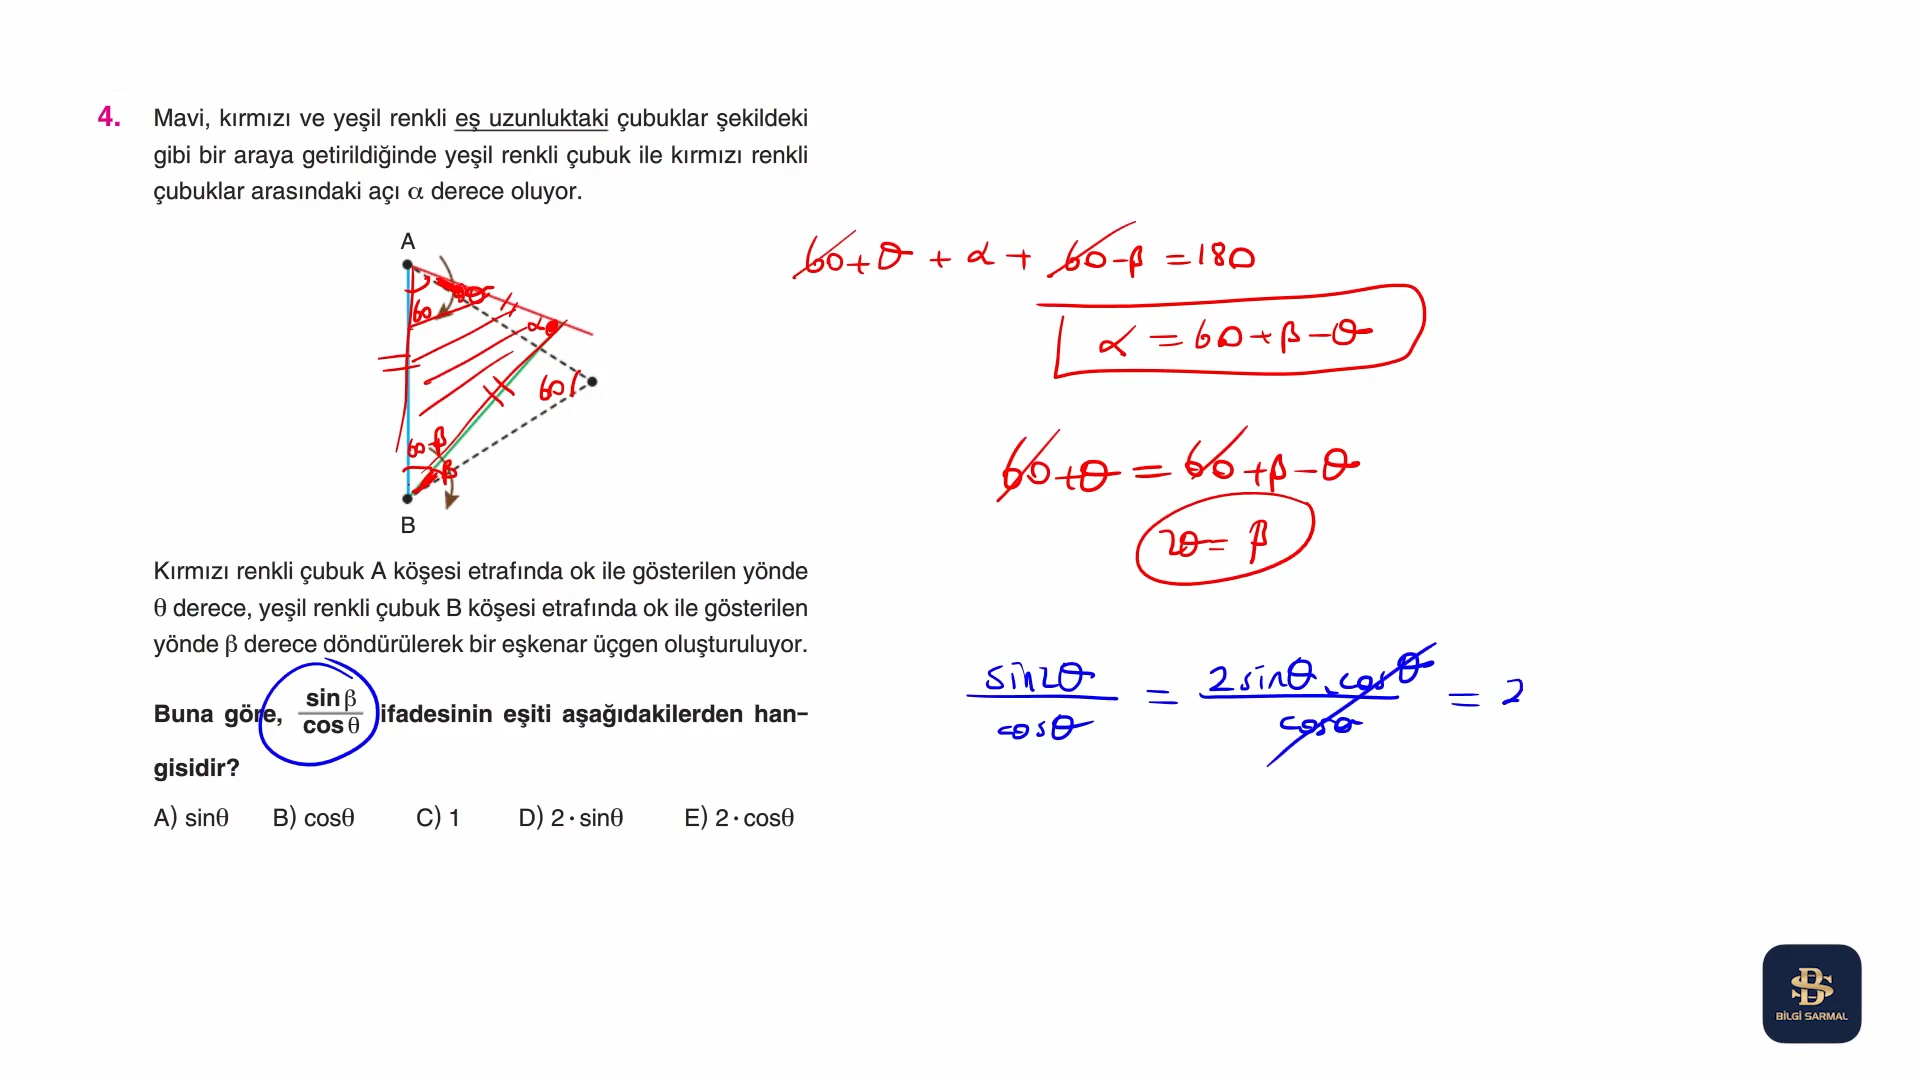 4. Mavi, kırmızı ve yeşil renkli eş uzunluktaki çubuklar şekildeki
gibi bir araya getirildiğinde yeşil renkli çubuk ile kırmızı renkli
çubuklar arasındaki açı α derece oluyor.
A
60
α
60
60-β
β
B
Kırmızı renkli çubuk A köşesi etrafında ok ile gösterilen yönde
θ derece, yeşil renkli çubuk B köşesi etrafında ok ile gösterilen
yönde β derece döndürülerek bir eşkenar üçgen oluşturuluyor.
Buna göre, sinβ / cosθ ifadesinin eşiti aşağıdakilerden han-
gisidir?
A) sinθ B) cosθ C) 1 D) 2·sinθ E) 2·cosθ
60+θ + α + 60-β = 180
α = 60+β-θ
60+θ = 60+β-θ
2θ = β
sin2θ / cosθ = 2sinθ.cosθ / cosθ = 2
BİLGİ SARMAL